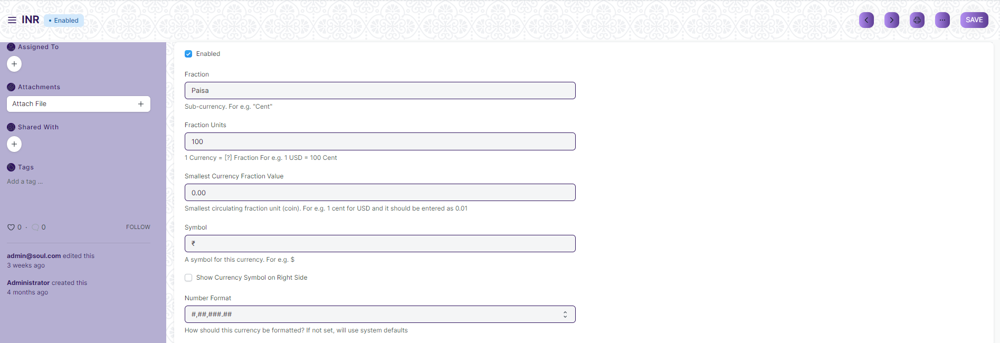 INR
• Enabled
SAVE
Assigned To
Attachments
Attach File
Shared With
Tags
Add a tag ...
0 · 0
FOLLOW
admin@soul.com edited this
3 weeks ago
Administrator created this
4 months ago
Enabled
Fraction
Paisa
Sub-currency. For e.g. "Cent"
Fraction Units
100
1 Currency = [?] Fraction For e.g. 1 USD = 100 Cent
Smallest Currency Fraction Value
0.00
Smallest circulating fraction unit (coin). For e.g. 1 cent for USD and it should be entered as 0.01
Symbol
₹
A symbol for this currency. For e.g. $
Show Currency Symbol on Right Side
Number Format
#,##,###.##
How should this currency be formatted? If not set, will use system defaults